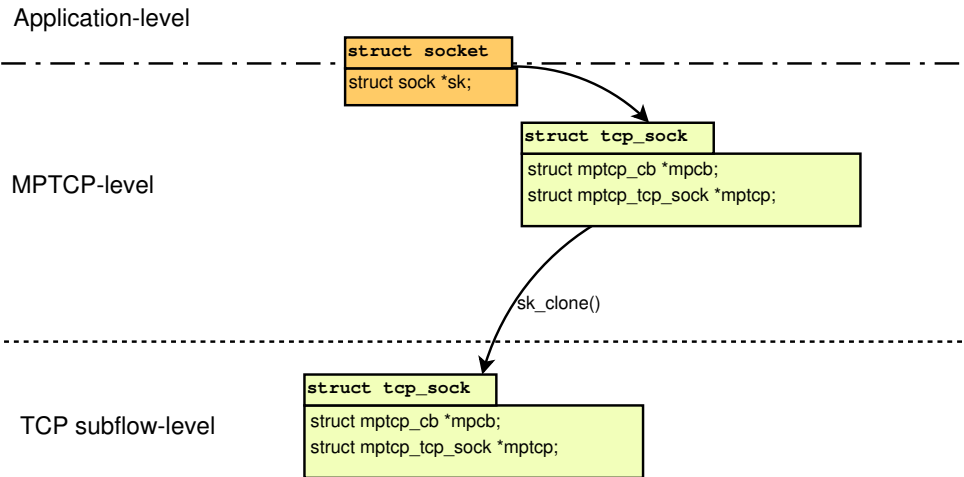 Application-level
struct socket
struct sock *sk;
struct tcp_sock
struct mptcp_cb *mpcb;
struct mptcp_tcp_sock *mptcp;
MPTCP-level
sk_clone()
struct tcp_sock
struct mptcp_cb *mpcb;
struct mptcp_tcp_sock *mptcp;
TCP subflow-level